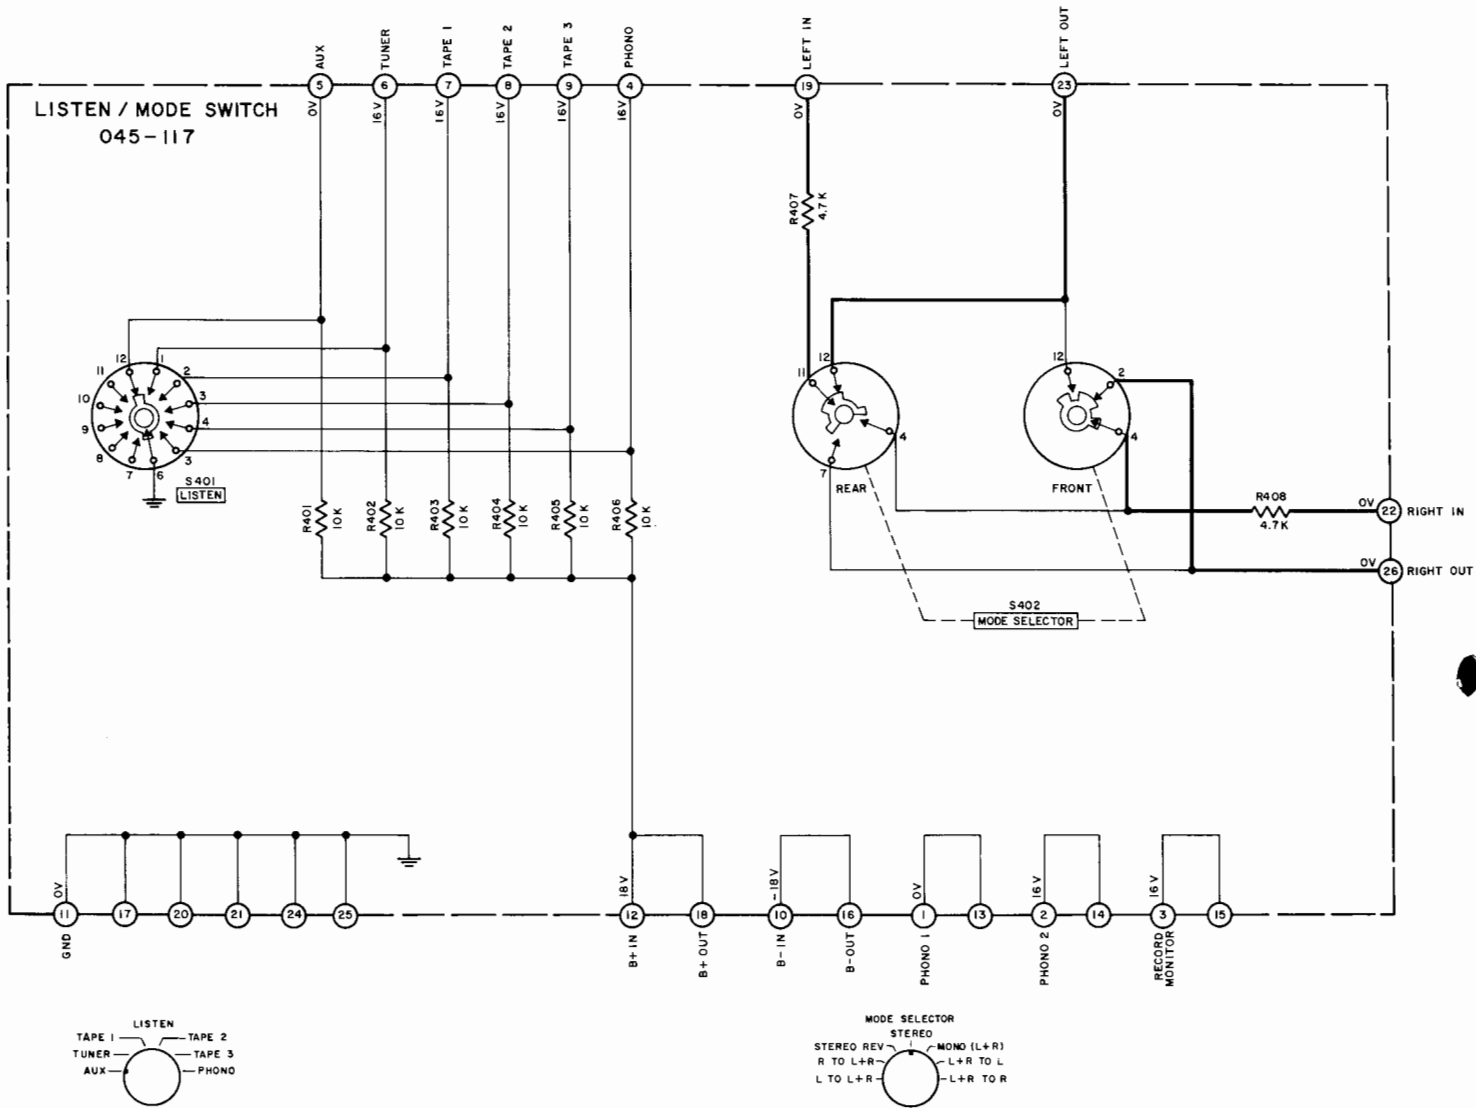 AUX
TUNER
TAPE 1
TAPE 2
TAPE 3
PHONO
LEFT IN
LEFT OUT
5
6
7
8
9
4
19
23
0V
16V
16V
16V
16V
16V
0V
0V
LISTEN / MODE SWITCH
045-117
R407
4.7K
12
1
11
2
10
3
9
4
8
3
7
6
S401
LISTEN
12
11
4
7
REAR
12
2
4
FRONT
R401
10K
R402
10K
R403
10K
R404
10K
R405
10K
R406
10K
R408
4.7K
0V
22
RIGHT IN
0V
26
RIGHT OUT
S402
MODE SELECTOR
0V
18V
-18V
0V
16V
16V
11
17
20
21
24
25
12
18
10
16
1
13
2
14
3
15
GND
B+ IN
B+ OUT
B- IN
B-OUT
PHONO 1
PHONO 2
RECORD
MONITOR
LISTEN
TAPE 1
TAPE 2
TUNER
TAPE 3
AUX
PHONO
MODE SELECTOR
STEREO
STEREO REV
MONO (L+R)
R TO L+R
L+R TO L
L TO L+R
L+R TO R